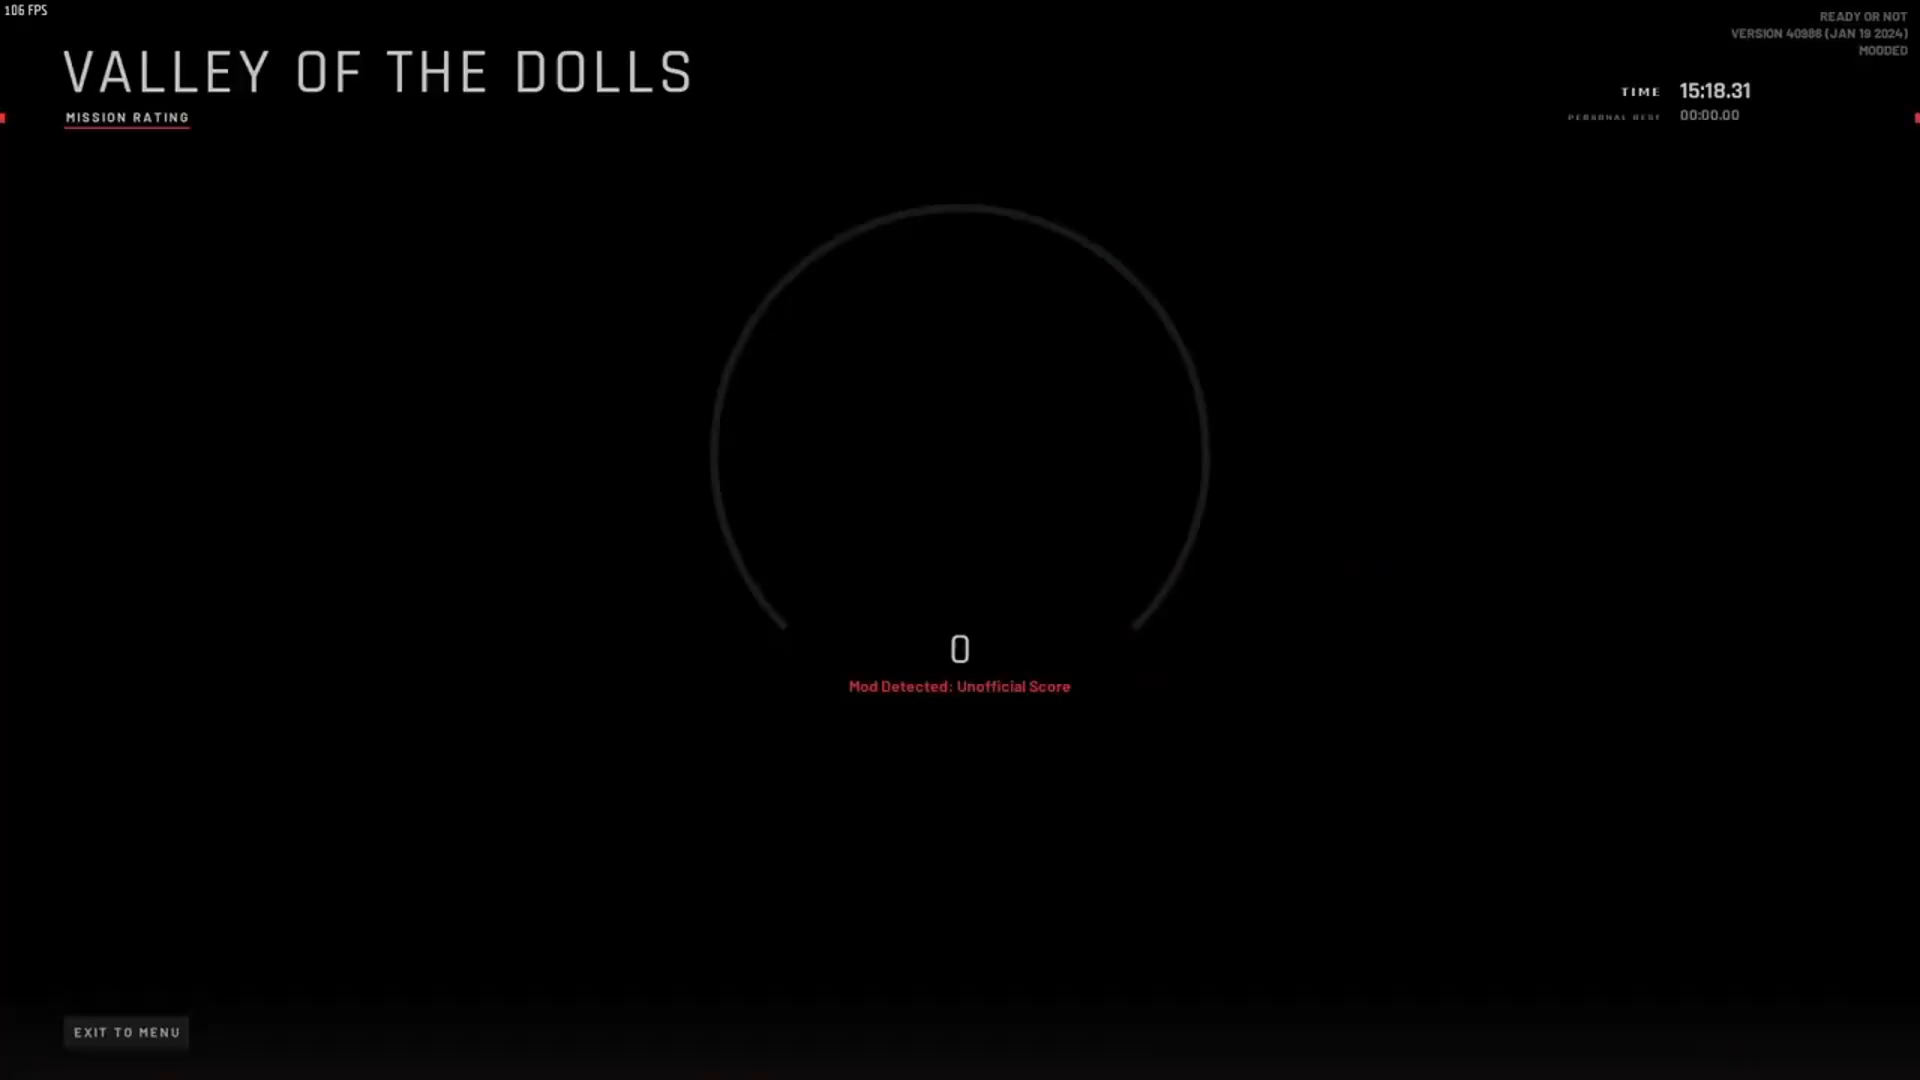 106 FPS
READY OR NOT
VERSION 40986 (JAN 19 2024)
MODDED
VALLEY OF THE DOLLS
MISSION RATING
TIME 15:18.31
PERSONAL BEST 00:00.00
0
Mod Detected: Unofficial Score
EXIT TO MENU